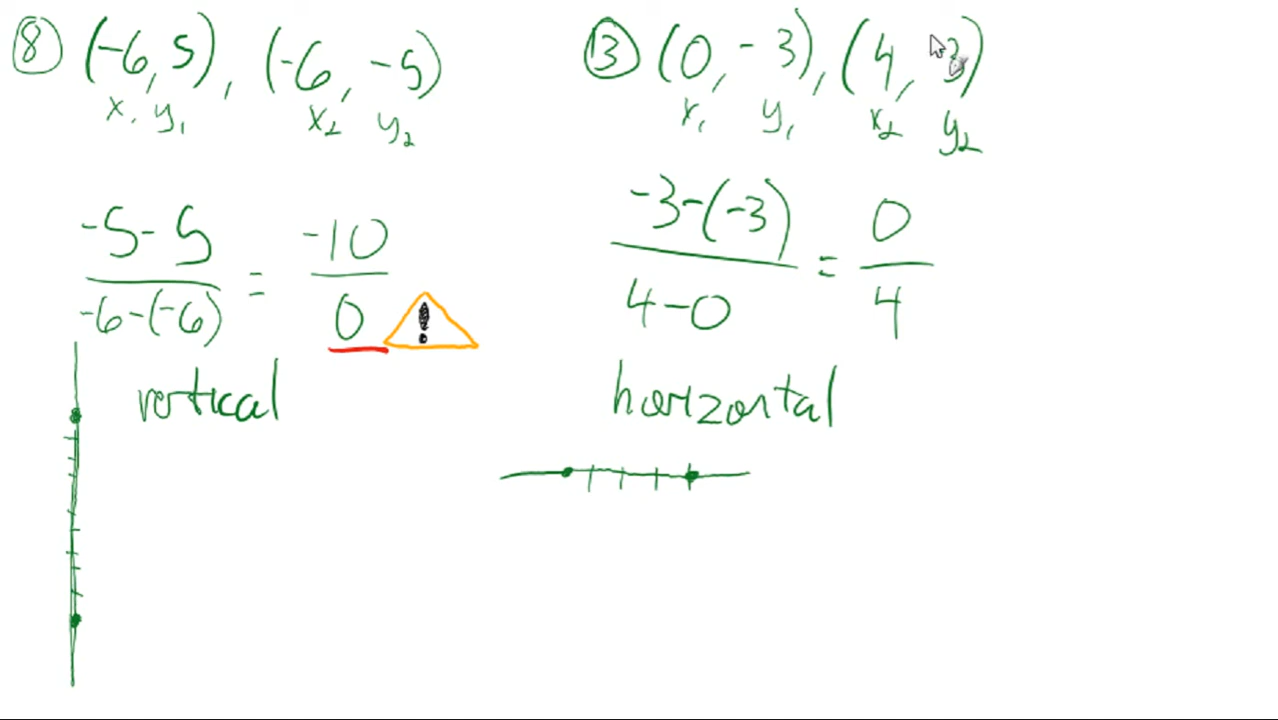 ⑧ (-6, 5), (-6, -5)
x₁ y₁ x₂ y₂
-5-5
-6-(-6)
=
-10
0
!
vertical
⑬ (0, -3), (4, -3)
x₁ y₁ x₂ y₂
-3-(-3)
4-0
=
0
4
horizontal